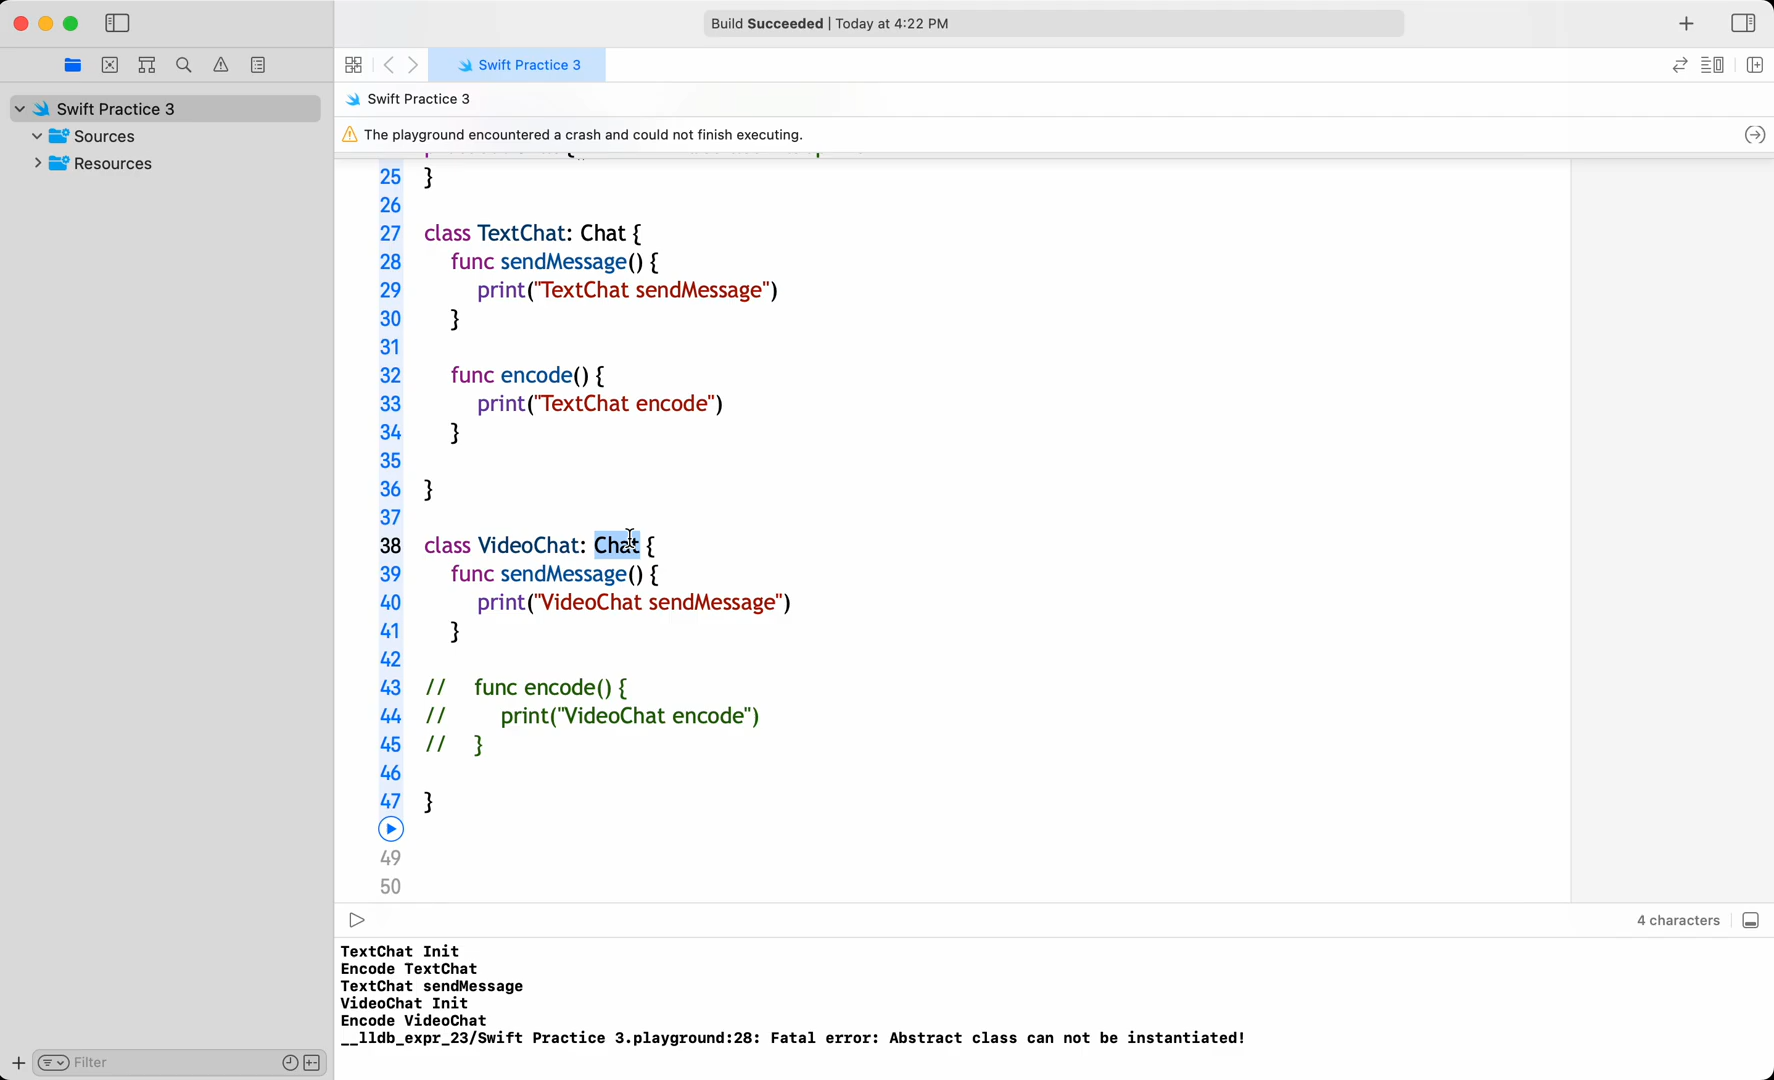 Build Succeeded | Today at 4:22 PM
Swift Practice 3
Swift Practice 3
Sources
Resources
Swift Practice 3
The playground encountered a crash and could not finish executing.
25 }
26
27 class TextChat: Chat {
28 func sendMessage() {
29 print("TextChat sendMessage")
30 }
31
32 func encode() {
33 print("TextChat encode")
34 }
35
36 }
37
38 class VideoChat: Chat {
39 func sendMessage() {
40 print("VideoChat sendMessage")
41 }
42
43 // func encode() {
44 // print("VideoChat encode")
45 // }
46
47 }
49
50
4 characters
TextChat Init
Encode TextChat
TextChat sendMessage
VideoChat Init
Encode VideoChat
__lldb_expr_23/Swift Practice 3.playground:28: Fatal error: Abstract class can not be instantiated!
Filter